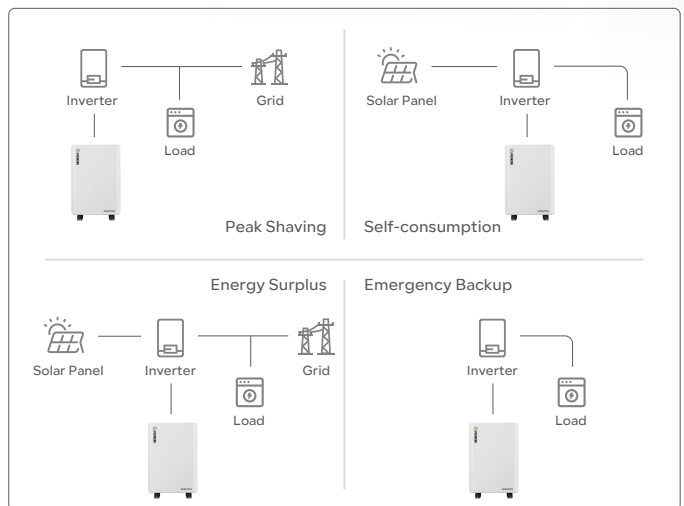 Inverter
Grid
Load
Peak Shaving
Solar Panel
Inverter
Load
Self-consumption
Energy Surplus
Solar Panel
Inverter
Grid
Load
Emergency Backup
Inverter
Load